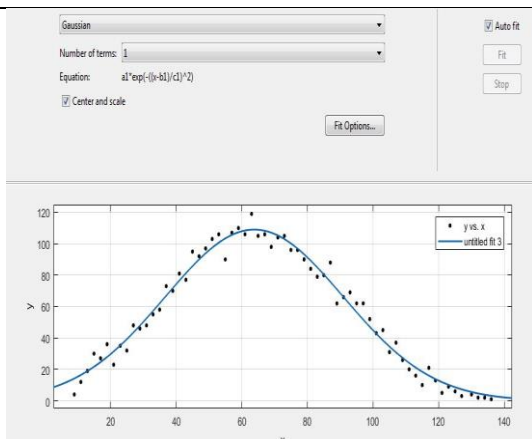 Gaussian
Auto fit
Number of terms: 1
Fit
Equation: a1*exp(-((x-b1)/c1)^2)
Stop
Center and scale
Fit Options...
120
100
80
60
40
20
0
y
y vs. x
untitled fit 3
20 40 60 80 100 120 140